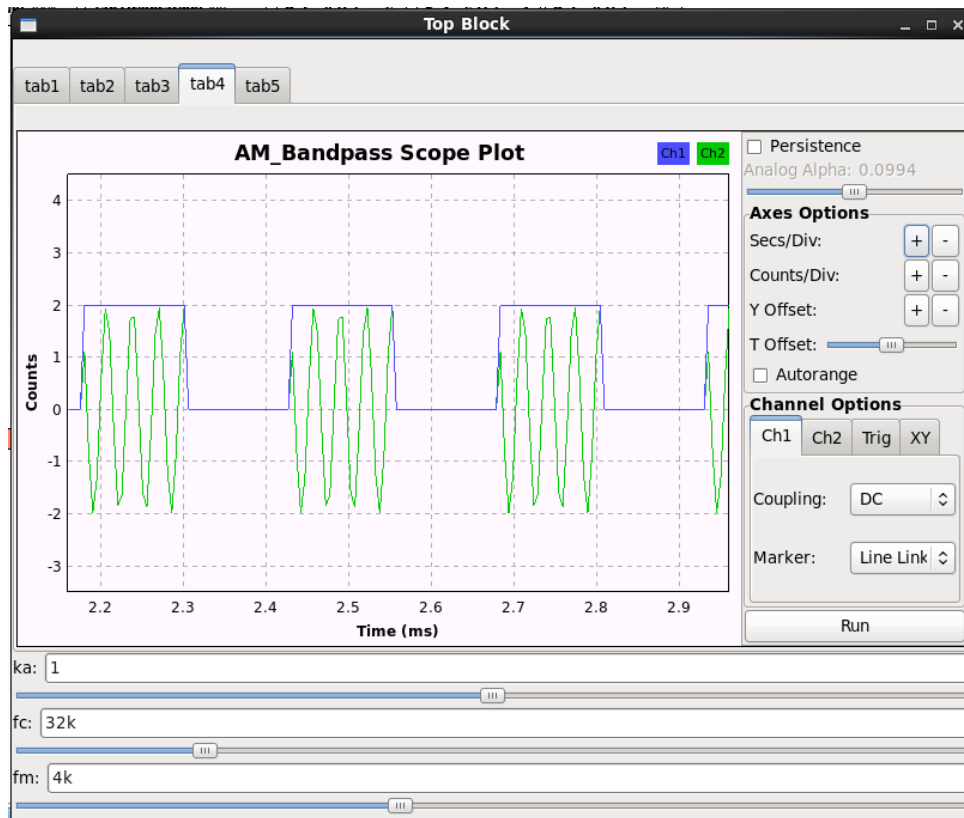 Top Block
tab1 tab2 tab3 tab4 tab5
AM_Bandpass Scope Plot
Ch1 Ch2
Counts
4
3
2
1
0
-1
-2
-3
2.2 2.3 2.4 2.5 2.6 2.7 2.8 2.9
Time (ms)
Persistence
Analog Alpha: 0.0994
Axes Options
Secs/Div: + -
Counts/Div: + -
Y Offset: + -
T Offset:
Autorange
Channel Options
Ch1 Ch2 Trig XY
Coupling: DC
Marker: Line Link
Run
ka: 1
fc: 32k
fm: 4k